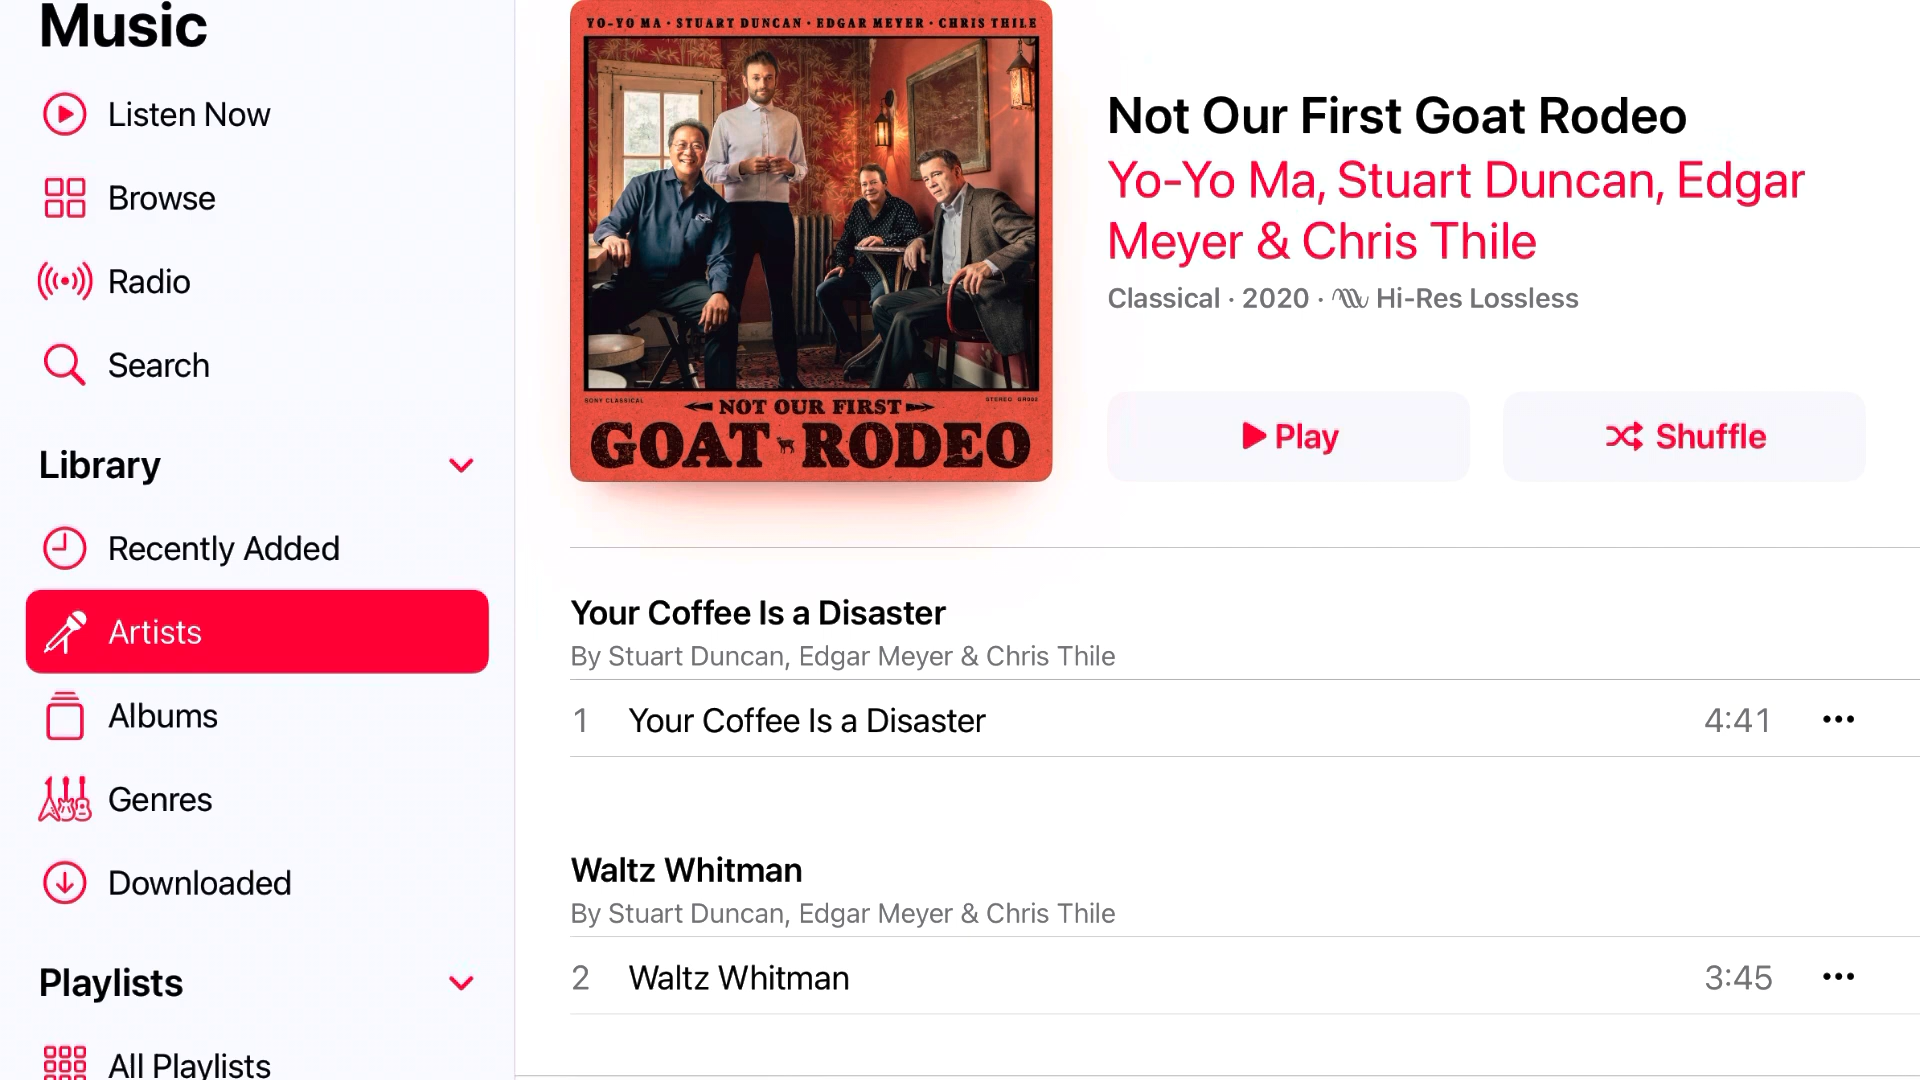 Music
Listen Now
Browse
Radio
Search
Library
Recently Added
Artists
Albums
Genres
Downloaded
Playlists
All Playlists
YO-YO MA · STUART DUNCAN · EDGAR MEYER · CHRIS THILE
SONY CLASSICAL
STEREO GR002
NOT OUR FIRST
GOAT RODEO
Not Our First Goat Rodeo
Yo-Yo Ma, Stuart Duncan, Edgar
Meyer & Chris Thile
Classical · 2020 · Hi-Res Lossless
Play
Shuffle
Your Coffee Is a Disaster
By Stuart Duncan, Edgar Meyer & Chris Thile
1 Your Coffee Is a Disaster 4:41
Waltz Whitman
By Stuart Duncan, Edgar Meyer & Chris Thile
2 Waltz Whitman 3:45